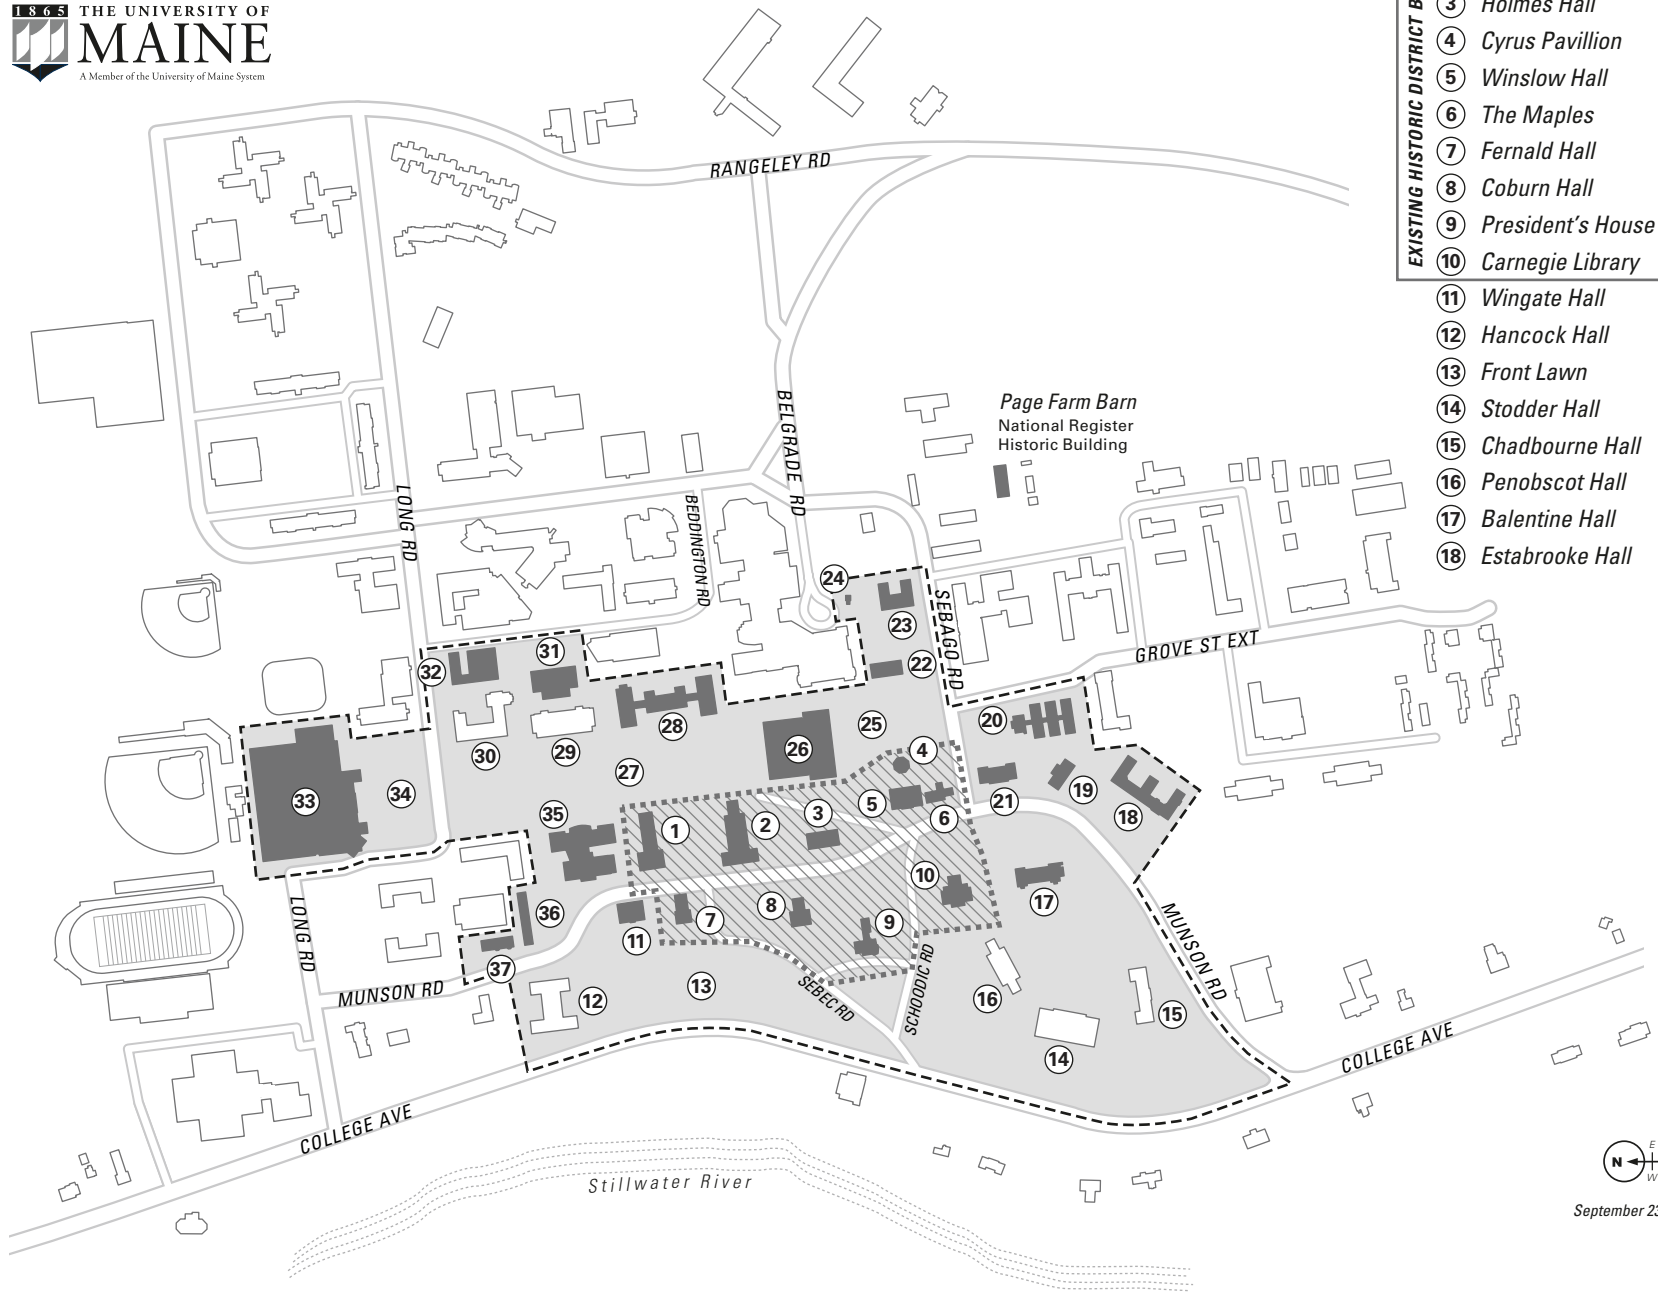 1865 THE UNIVERSITY OF
MAINE
A Member of the University of Maine System
EXISTING HISTORIC DISTRICT
3 Holmes Hall
4 Cyrus Pavillion
5 Winslow Hall
6 The Maples
7 Fernald Hall
8 Coburn Hall
9 President's House
10 Carnegie Library
11 Wingate Hall
12 Hancock Hall
13 Front Lawn
14 Stodder Hall
15 Chadbourne Hall
16 Penobscot Hall
17 Balentine Hall
18 Estabrooke Hall
RANGELEY RD
BELGRADE RD
Page Farm Barn
National Register
Historic Building
LONG RD
BEDDINGTON RD
SEBAGO RD
GROVE ST EXT
24
23
22
31
32
28
30
29
27
26
25
20
4
33
34
35
1
2
3
5
6
21
19
18
10
17
36
11
7
8
9
LONG RD
37
MUNSON RD
12
13
SEBEC RD
SCHOODIC RD
16
15
14
MUNSON RD
COLLEGE AVE
COLLEGE AVE
Stillwater River
N
E
W
September 23